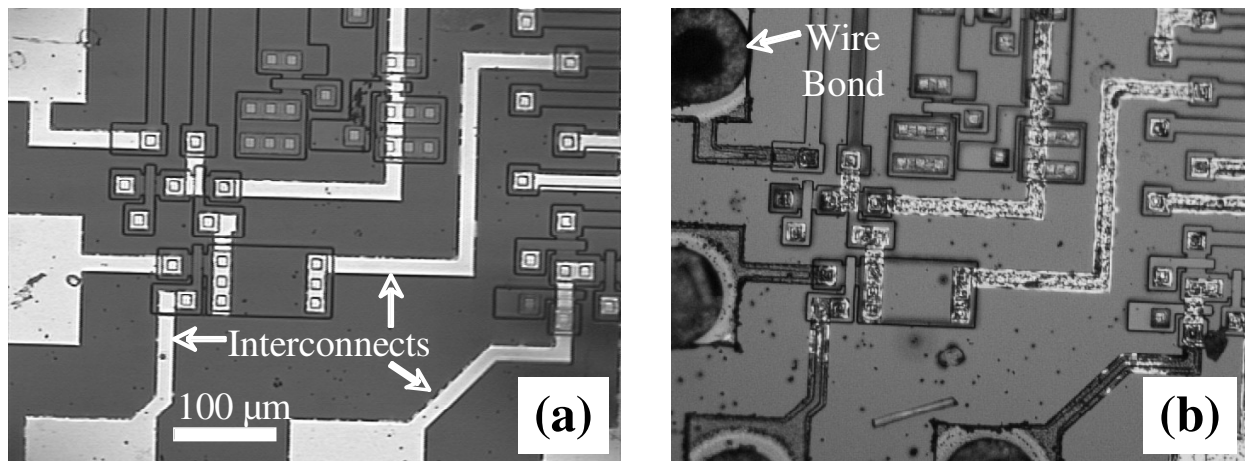 Interconnects
100 μm
(a)
Wire
Bond
(b)